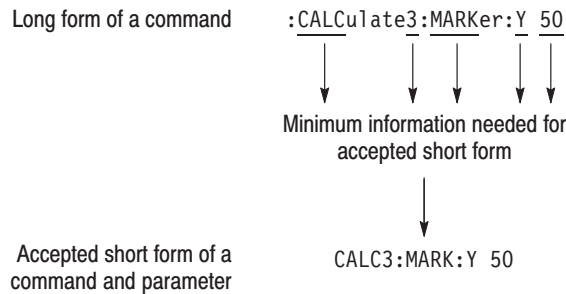 Long form of a command :CALCulate3:MARKer:Y 50
Minimum information needed for
accepted short form
Accepted short form of a CALC3:MARK:Y 50
command and parameter